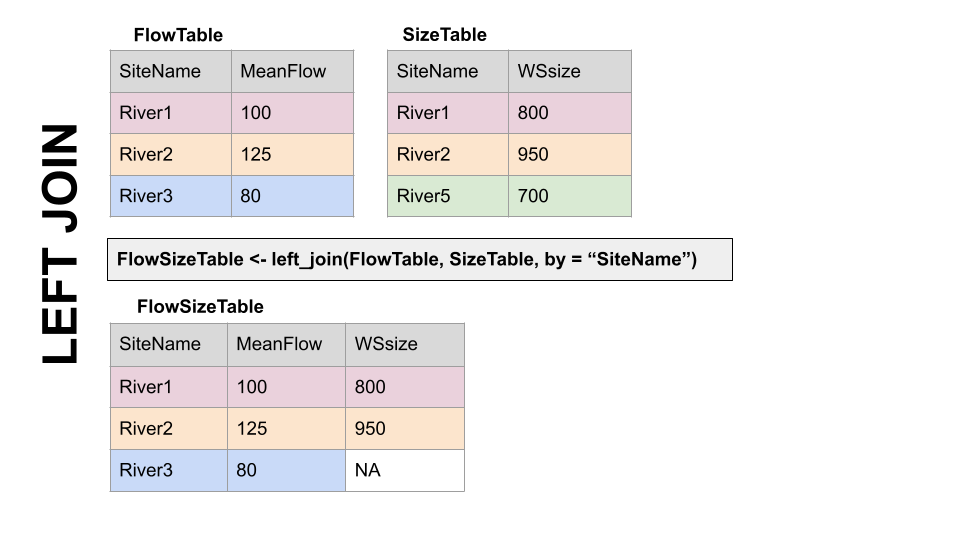 LEFT JOIN
FlowTable
SiteName MeanFlow
River1 100
River2 125
River3 80
SizeTable
SiteName WSsize
River1 800
River2 950
River5 700
FlowSizeTable <- left_join(FlowTable, SizeTable, by = “SiteName”)
FlowSizeTable
SiteName MeanFlow WSsize
River1 100 800
River2 125 950
River3 80 NA